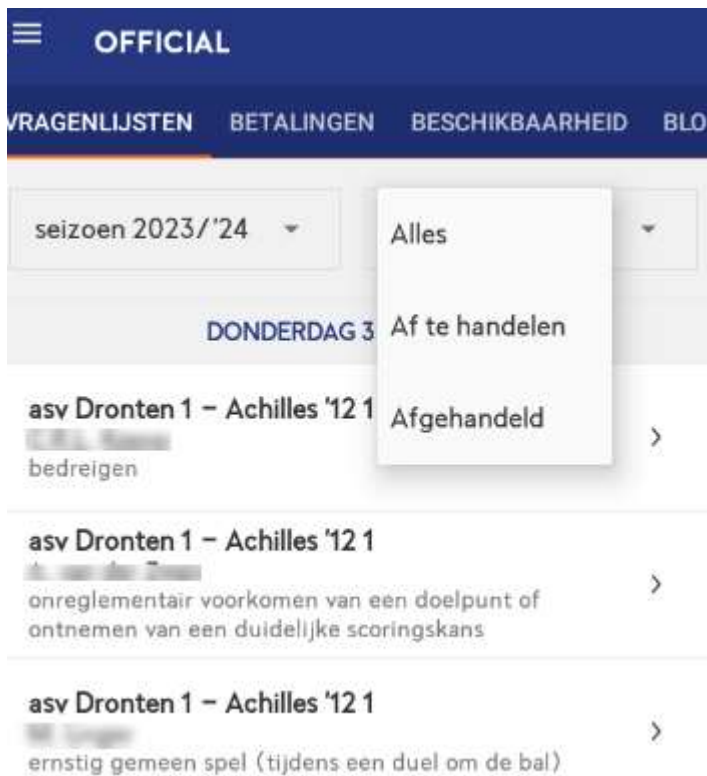 OFFICIAL
VRAGENLIJSTEN BETALINGEN BESCHIKBAARHEID BLO
seizoen 2023/'24
Alles
Af te handelen
Afgehandeld
DONDERDAG 3
asv Dronten 1 – Achilles '12 1
bedreigen
asv Dronten 1 – Achilles '12 1
onreglementair voorkomen van een doelpunt of
ontnemen van een duidelijke scoringskans
asv Dronten 1 – Achilles '12 1
ernstig gemeen spel (tijdens een duel om de bal)